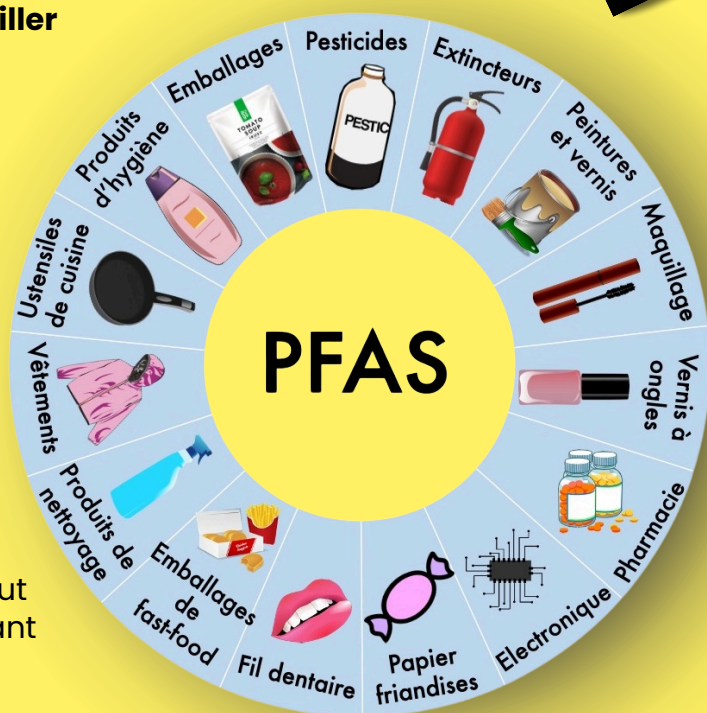 iller
Pesticides
Extincteurs
Peintures
et vernis
Maquillage
Vernis à
ongles
Pharmacie
Electronique
Papier
friandises
Fil dentaire
Emballages
de
fast-food
Produits de
nettoyage
Vêtements
Ustensiles
de cuisine
Produits
d'hygiène
Emballages
TOMATO
SOUP
PESTIC
PFAS
ut
ant